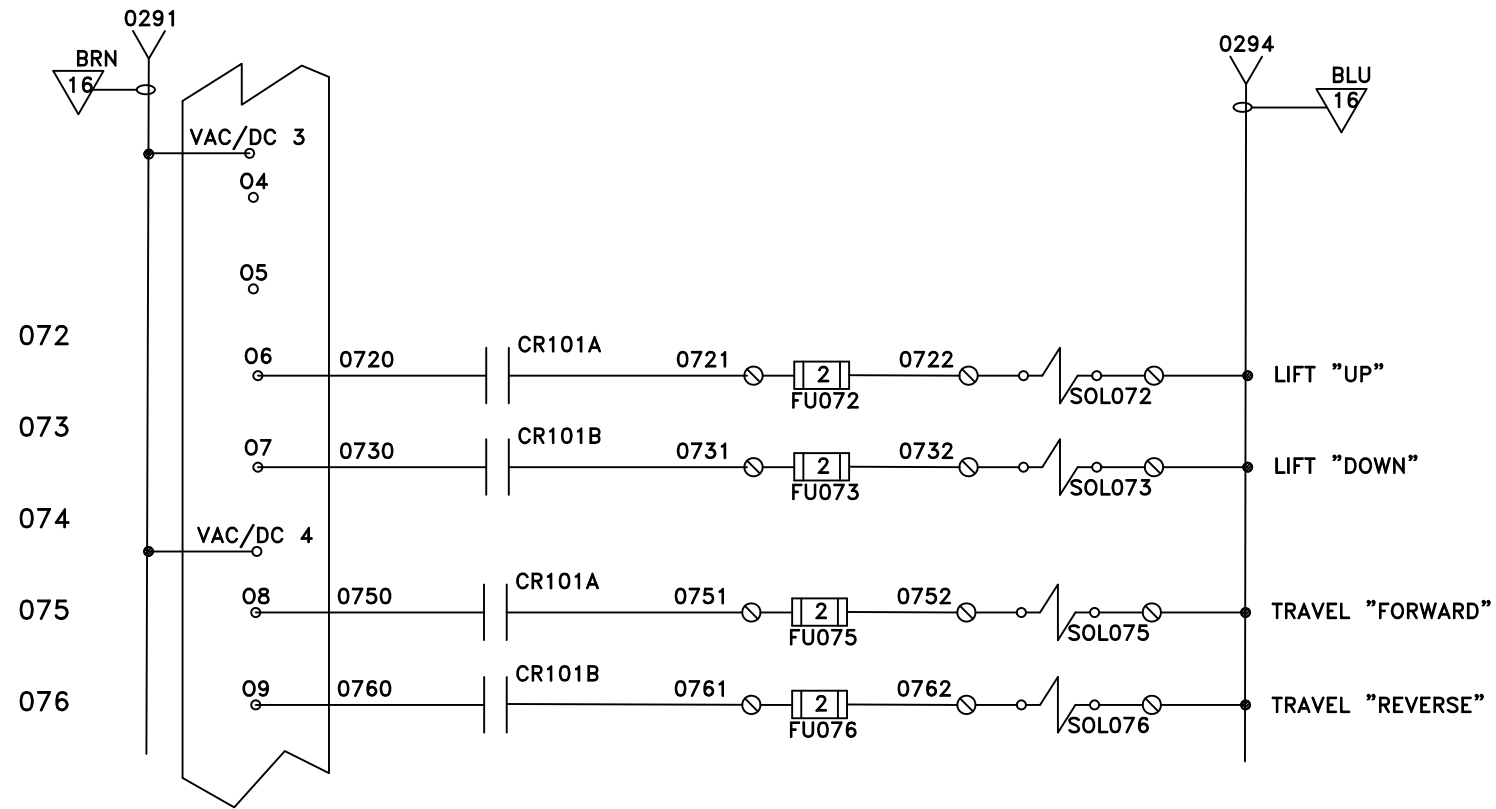 0291
BRN
16
0294
BLU
16
VAC/DC 3
O4
O5
072
O6
0720
CR101A
0721
2
FU072
0722
SOL072
LIFT "UP"
073
O7
0730
CR101B
0731
2
FU073
0732
SOL073
LIFT "DOWN"
074
VAC/DC 4
075
O8
0750
CR101A
0751
2
FU075
0752
SOL075
TRAVEL "FORWARD"
076
O9
0760
CR101B
0761
2
FU076
0762
SOL076
TRAVEL "REVERSE"